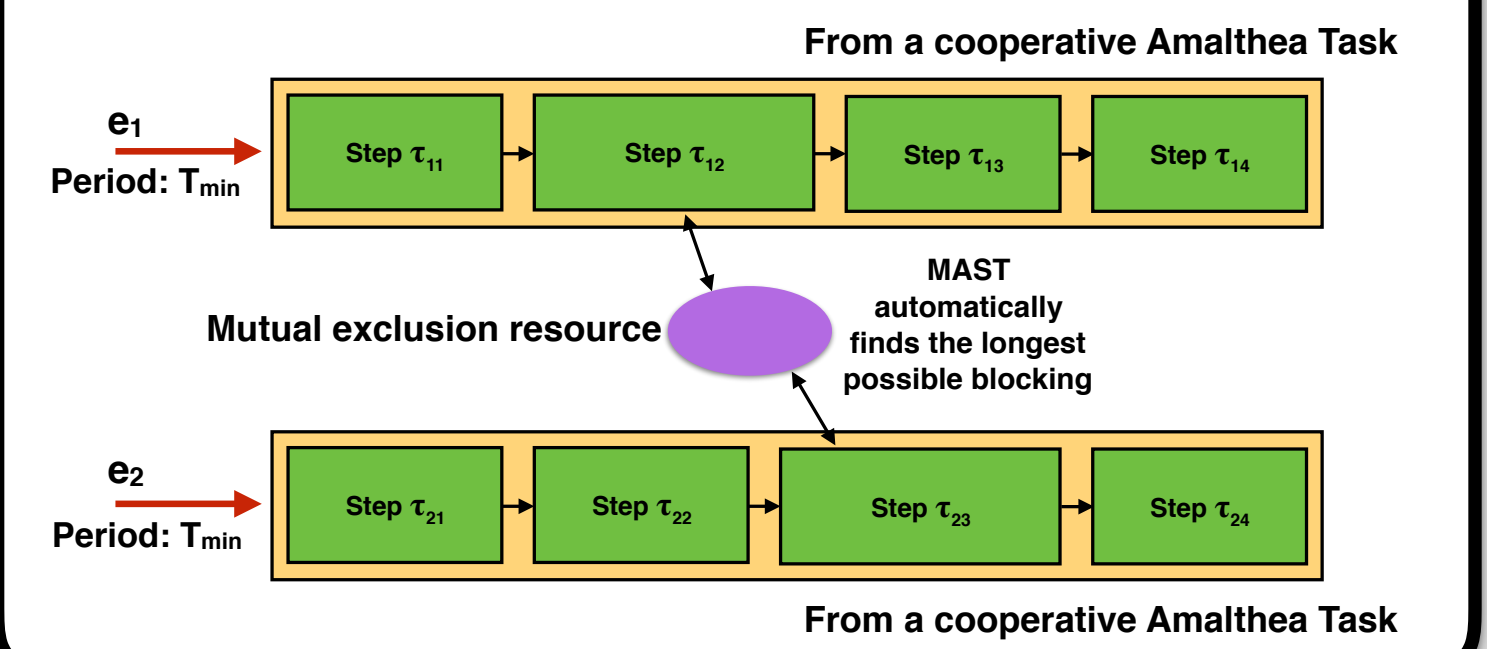 From a cooperative Amalthea Task
e1
Period: Tmin
Step τ11
Step τ12
Step τ13
Step τ14
Mutual exclusion resource
MAST
automatically
finds the longest
possible blocking
e2
Period: Tmin
Step τ21
Step τ22
Step τ23
Step τ24
From a cooperative Amalthea Task